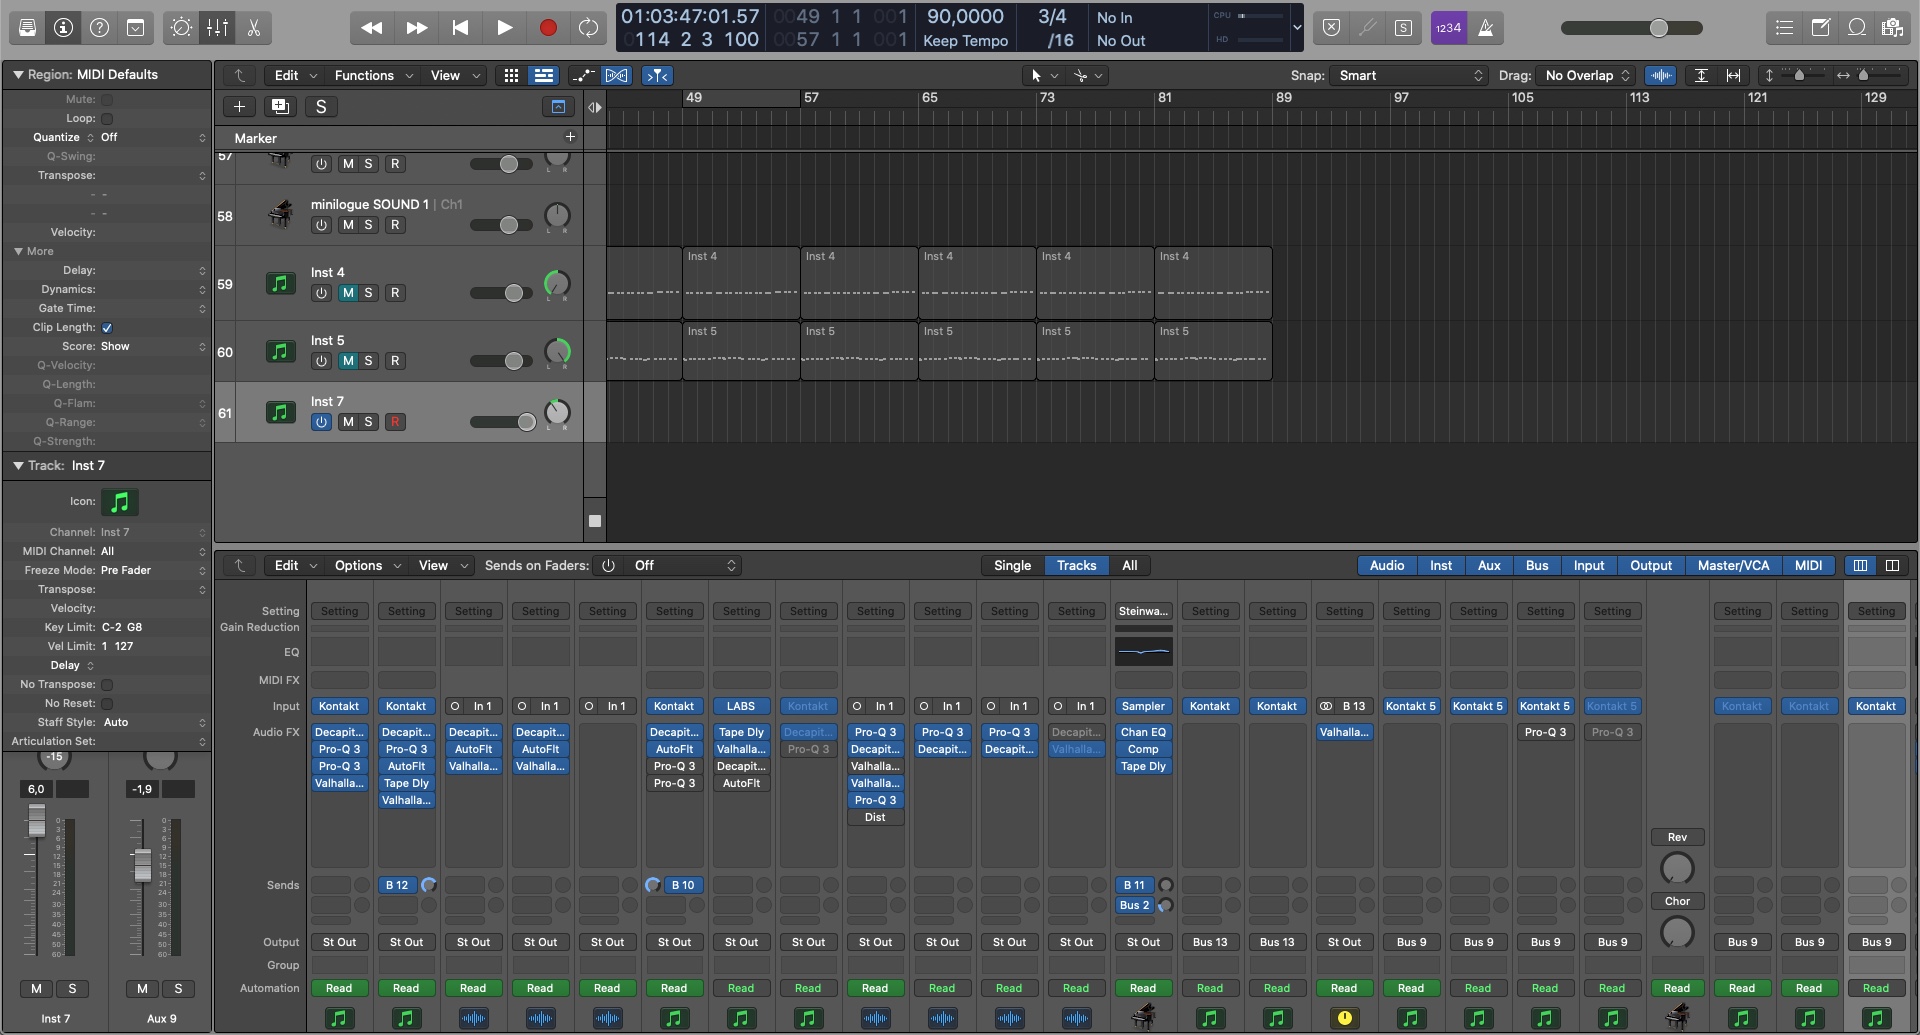 01:03:47:01.57 0049 1 1 001 90,0000 3/4 No In CPU
0114 2 3 100 0057 1 1 001 Keep Tempo /16 No Out HD
1234
S
Region: MIDI Defaults
Mute:
Loop:
Quantize Off
Q-Swing:
Transpose:
- -
- -
Velocity:
More
Delay:
Dynamics:
Gate Time:
Clip Length:
Score: Show
Q-Velocity:
Q-Length:
Q-Flam:
Q-Range:
Q-Strength:
Track: Inst 7
Icon:
Channel: Inst 7
MIDI Channel: All
Freeze Mode: Pre Fader
Transpose:
Velocity:
Key Limit: C-2 G8
Vel Limit: 1 127
Delay
No Transpose:
No Reset:
Staff Style: Auto
Articulation Set:
-15
6,0 -1,9
M S M S
Inst 7 Aux 9
Edit Functions View Snap: Smart Drag: No Overlap
S
49 57 65 73 81 89 97 105 113 121 129
Marker
57 M S R
58 minilogue SOUND 1 | Ch1
M S R
59 Inst 4
M S R
Inst 4 Inst 4 Inst 4 Inst 4 Inst 4
60 Inst 5
M S R
Inst 5 Inst 5 Inst 5 Inst 5 Inst 5
61 Inst 7
M S R
Edit Options View Sends on Faders: Off Single Tracks All Audio Inst Aux Bus Input Output Master/VCA MIDI
Setting Setting Setting Setting Setting Setting Setting Setting Setting Setting Setting Setting Setting Steinwa... Setting Setting Setting Setting Setting Setting Setting Setting Setting Setting
Gain Reduction
EQ
MIDI FX
Input Kontakt Kontakt In 1 In 1 In 1 Kontakt LABS Kontakt In 1 In 1 In 1 In 1 Sampler Kontakt Kontakt B 13 Kontakt 5 Kontakt 5 Kontakt 5 Kontakt 5 Kontakt Kontakt Kontakt
Audio FX Decapit... Decapit... Decapit... Decapit... Decapit... Tape Dly Decapit... Pro-Q 3 Pro-Q 3 Pro-Q 3 Decapit... Chan EQ Valhalla... Pro-Q 3 Pro-Q 3
Pro-Q 3 Pro-Q 3 AutoFlt AutoFlt AutoFlt Valhalla... Pro-Q 3 Decapit... Decapit... Decapit... Valhalla... Comp
Pro-Q 3 AutoFlt Valhalla... Valhalla... Pro-Q 3 Decapit... Valhalla... Tape Dly
Valhalla... Tape Dly Pro-Q 3 AutoFlt Valhalla...
Valhalla... Pro-Q 3
Dist
Rev
Sends B 12 B 10 B 11
Bus 2 Chor
Output St Out St Out St Out St Out St Out St Out St Out St Out St Out St Out St Out St Out St Out Bus 13 Bus 13 St Out Bus 9 Bus 9 Bus 9 Bus 9 Bus 9 Bus 9 Bus 9
Group
Automation Read Read Read Read Read Read Read Read Read Read Read Read Read Read Read Read Read Read Read Read Read Read Read Read